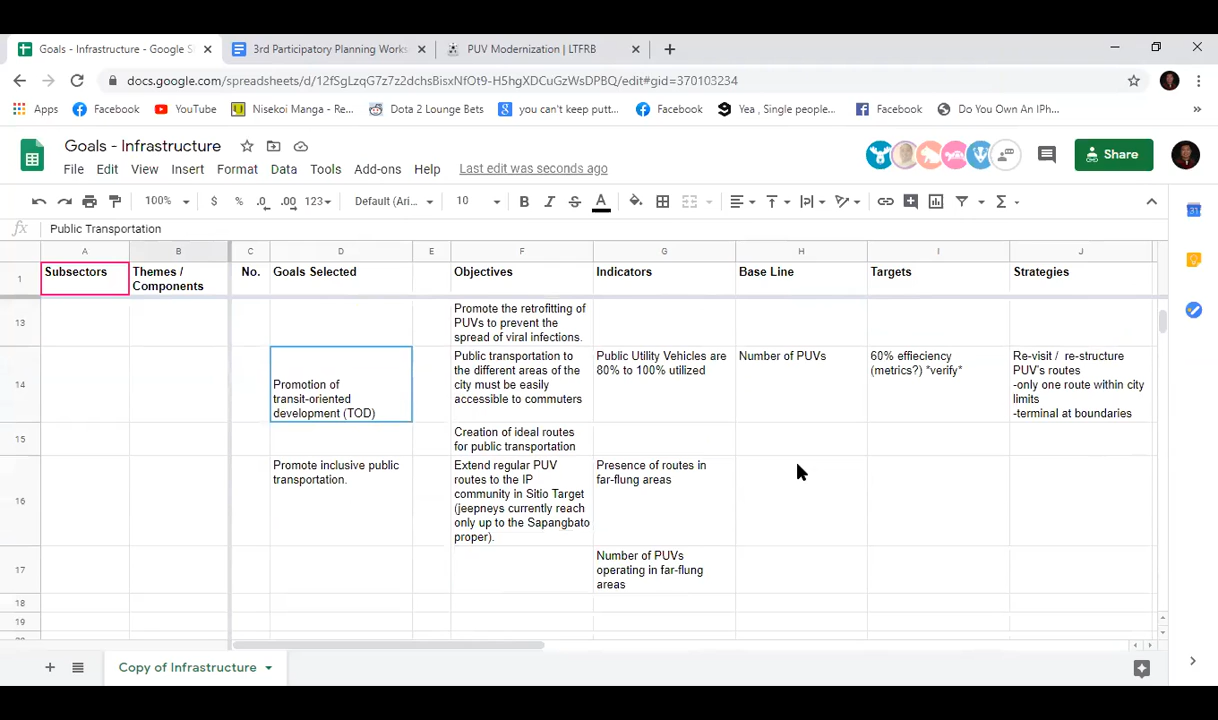 Goals - Infrastructure - Google S
3rd Participatory Planning Works
PUV Modernization | LTFRB
docs.google.com/spreadsheets/d/12fSgLzqG7z7z2dchsBisxNfOt9-H5hgXDCuGzWsDPBQ/edit#gid=370103234
Apps
Facebook
YouTube
Nisekoi Manga - Re...
Dota 2 Lounge Bets
you can't keep putt...
Facebook
Yea , Single people...
Facebook
Do You Own An IPh...
»
Goals - Infrastructure
Share
File Edit View Insert Format Data Tools Add-ons Help Last edit was seconds ago
100% $ % .0 .00 123 Default (Ari... 10 B I S A
fx Public Transportation
A B C D E F G H I J
1 Subsectors
Themes /
Components
No.
Goals Selected
Objectives
Indicators
Base Line
Targets
Strategies
13
Promote the retrofitting of
PUVs to prevent the
spread of viral infections.
14
Promotion of
transit-oriented
development (TOD)
Public transportation to
the different areas of the
city must be easily
accessible to commuters
Public Utility Vehicles are
80% to 100% utilized
Number of PUVs
60% effieciency
(metrics?) *verify*
Re-visit / re-structure
PUV's routes
-only one route within city
limits
-terminal at boundaries
15
Creation of ideal routes
for public transportation
16
Promote inclusive public
transportation.
Extend regular PUV
routes to the IP
community in Sitio Target
(jeepneys currently reach
only up to the Sapangbato
proper).
Presence of routes in
far-flung areas
17
Number of PUVs
operating in far-flung
areas
18
19
Copy of Infrastructure
31